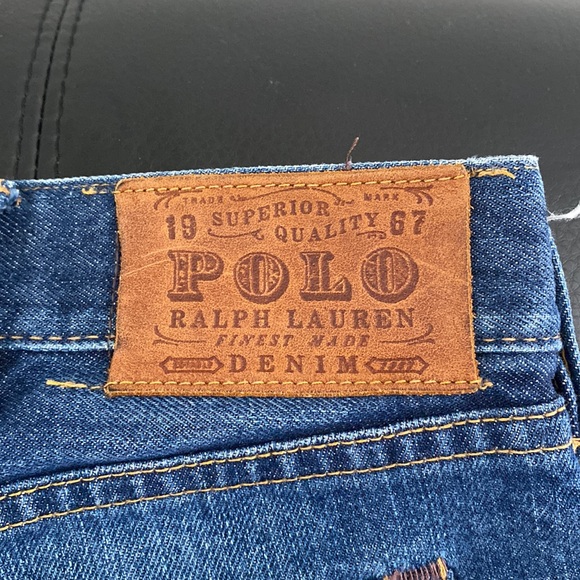 TRADE MARK
19 SUPERIOR 67
QUALITY
POLO
RALPH LAUREN
FINEST MADE
DENIM